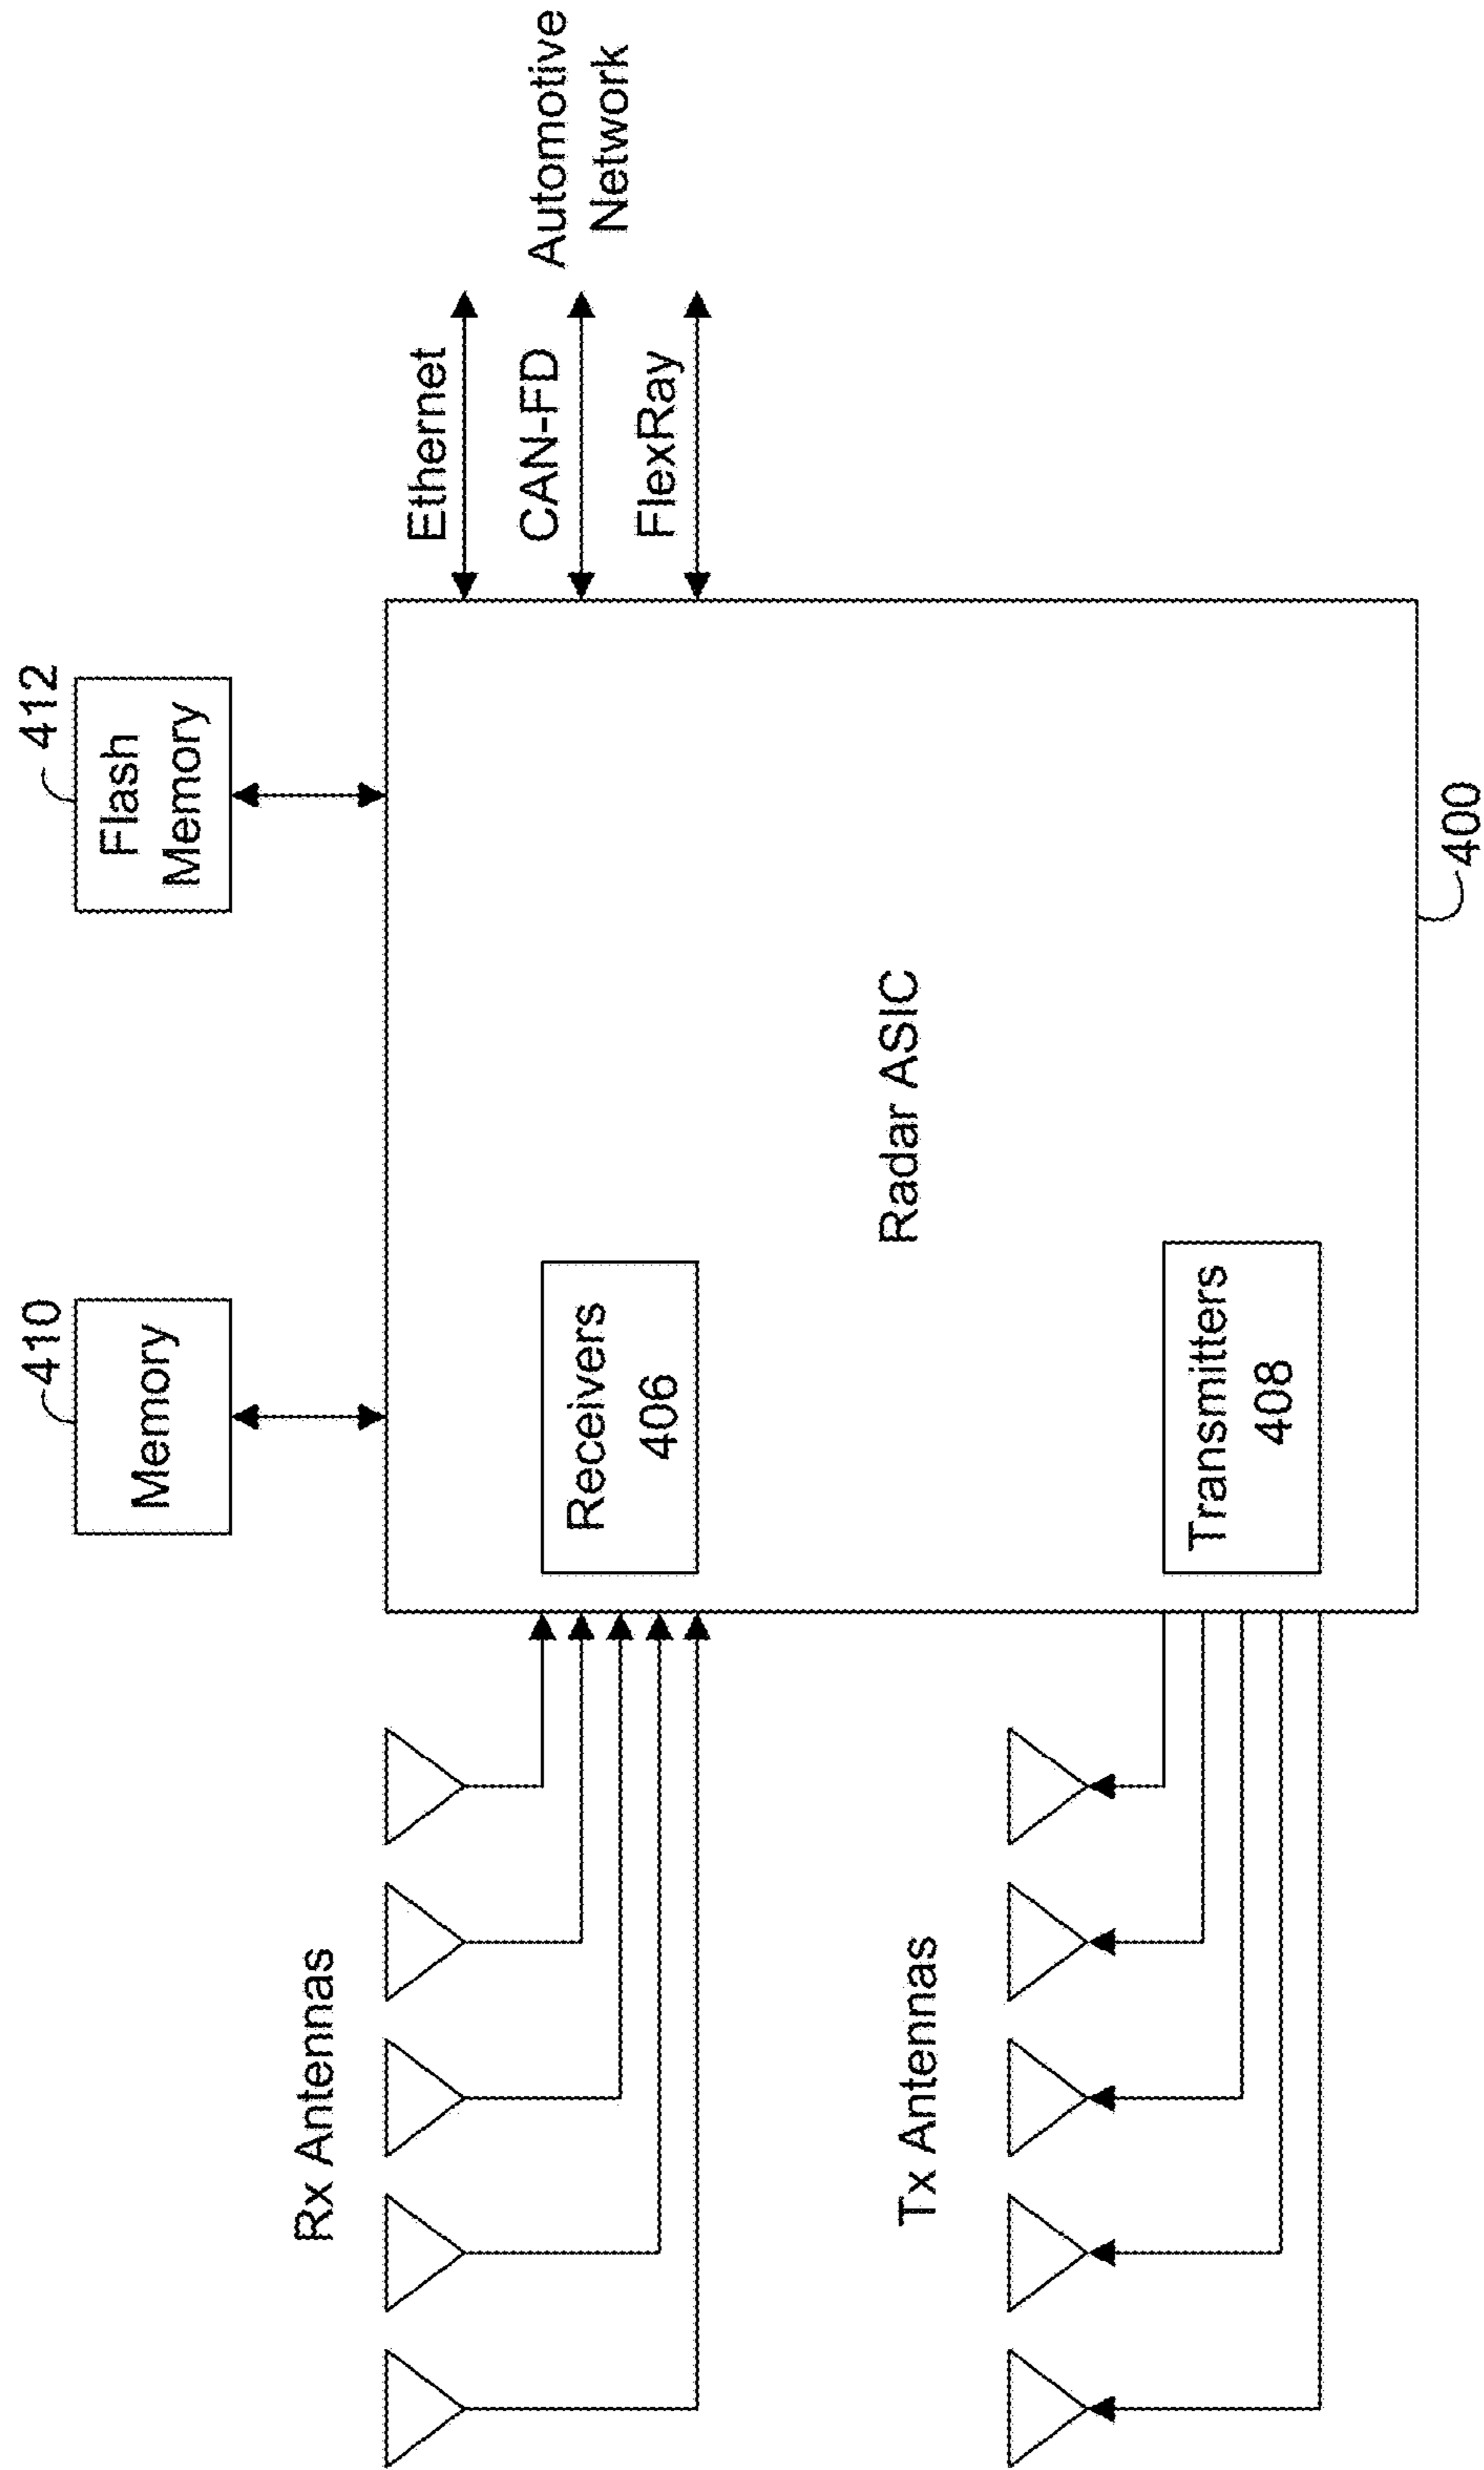 410
Memory
412
Flash
Memory
Rx Antennas
Receivers
406
Ethernet
CAN-FD
FlexRay
Automotive
Network
Radar ASIC
Tx Antennas
Transmitters
408
400